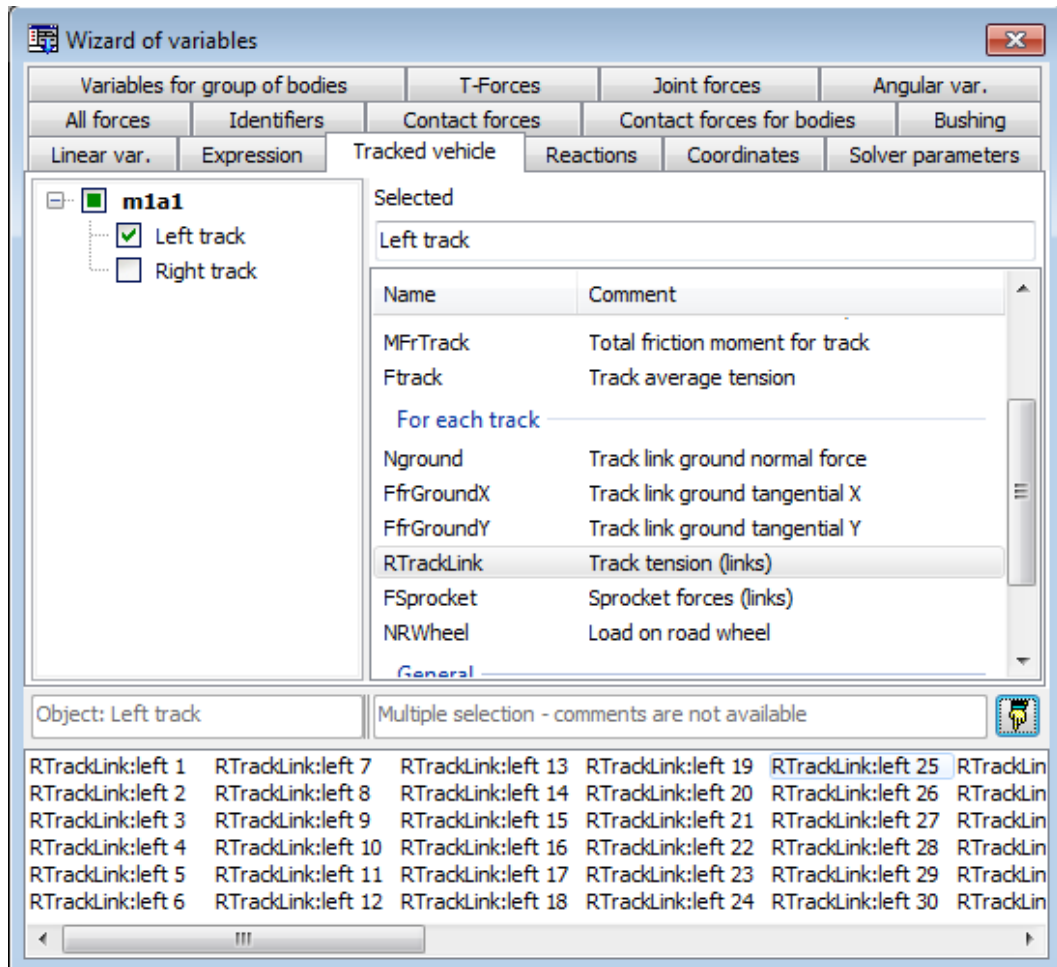 Wizard of variables
Variables for group of bodies T-Forces Joint forces Angular var.
All forces Identifiers Contact forces Contact forces for bodies Bushing
Linear var. Expression Tracked vehicle Reactions Coordinates Solver parameters
m1a1
Left track
Right track
Selected
Left track
Name Comment
MFrTrack Total friction moment for track
Ftrack Track average tension
For each track
Nground Track link ground normal force
FfrGroundX Track link ground tangential X
FfrGroundY Track link ground tangential Y
RTrackLink Track tension (links)
FSprocket Sprocket forces (links)
NRWheel Load on road wheel
General
Object: Left track Multiple selection - comments are not available
RTrackLink:left 1 RTrackLink:left 7 RTrackLink:left 13 RTrackLink:left 19 RTrackLink:left 25 RTrackLin
RTrackLink:left 2 RTrackLink:left 8 RTrackLink:left 14 RTrackLink:left 20 RTrackLink:left 26 RTrackLin
RTrackLink:left 3 RTrackLink:left 9 RTrackLink:left 15 RTrackLink:left 21 RTrackLink:left 27 RTrackLin
RTrackLink:left 4 RTrackLink:left 10 RTrackLink:left 16 RTrackLink:left 22 RTrackLink:left 28 RTrackLin
RTrackLink:left 5 RTrackLink:left 11 RTrackLink:left 17 RTrackLink:left 23 RTrackLink:left 29 RTrackLin
RTrackLink:left 6 RTrackLink:left 12 RTrackLink:left 18 RTrackLink:left 24 RTrackLink:left 30 RTrackLin